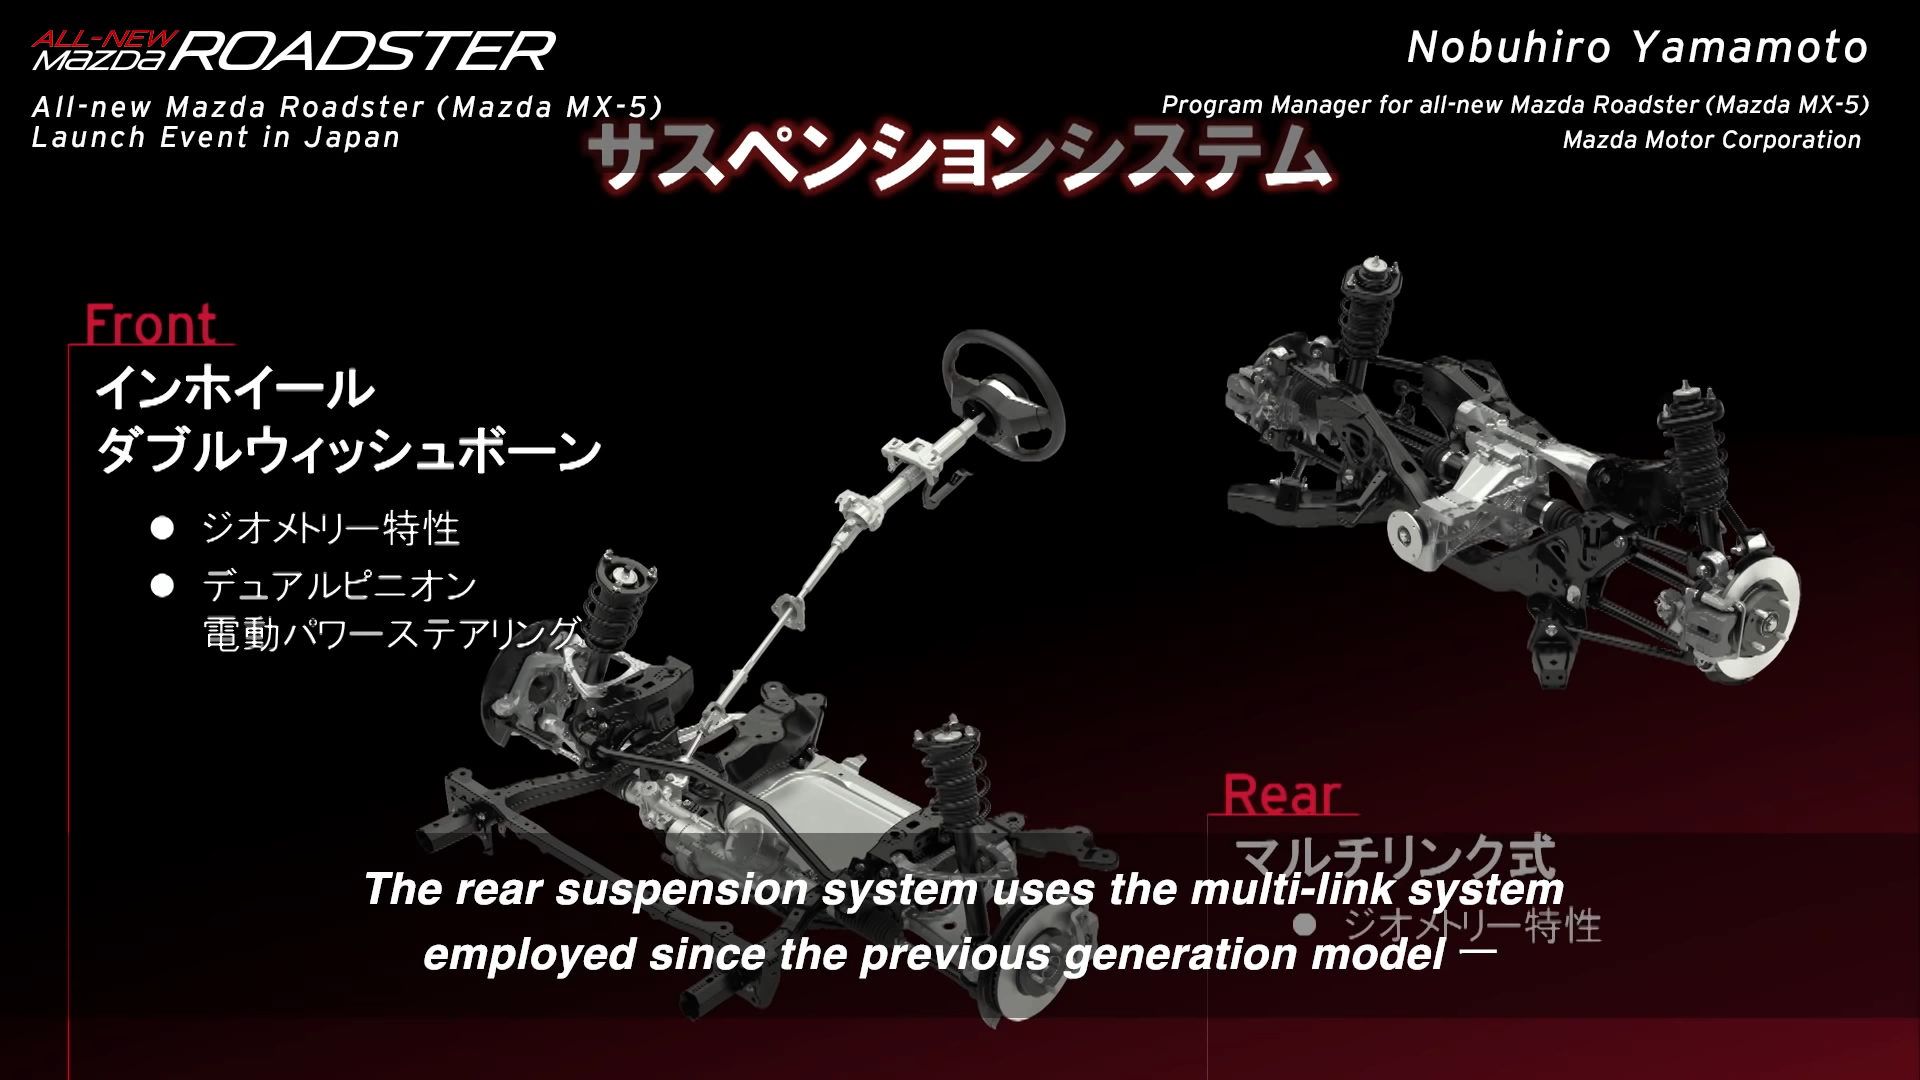 ALL-NEW
mazda ROADSTER
All-new Mazda Roadster (Mazda MX-5)
Launch Event in Japan
Nobuhiro Yamamoto
Program Manager for all-new Mazda Roadster (Mazda MX-5)
Mazda Motor Corporation
サスペンションシステム
Front
インホイール
ダブルウィッシュボーン
● ジオメトリー特性
● デュアルピニオン
電動パワーステアリング
Rear
マルチリンク式
● ジオメトリー特性
The rear suspension system uses the multi-link system
employed since the previous generation model —